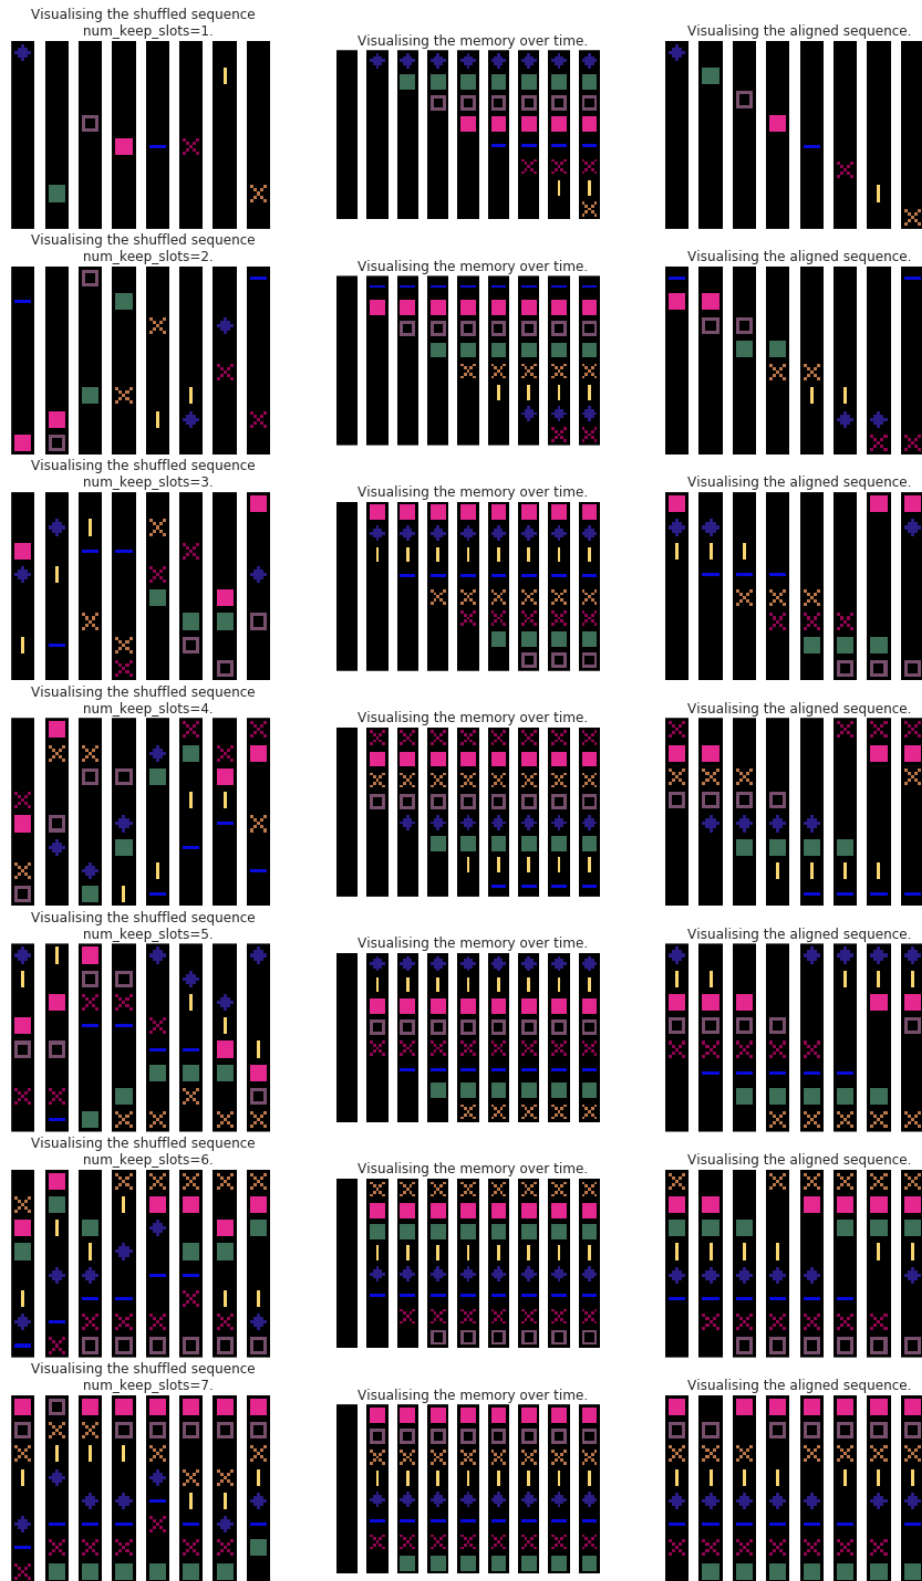 Visualising the shuffled sequence
num_keep_slots=1.
Visualising the memory over time.
Visualising the aligned sequence.
Visualising the shuffled sequence
num_keep_slots=2.
Visualising the memory over time.
Visualising the aligned sequence.
Visualising the shuffled sequence
num_keep_slots=3.
Visualising the memory over time.
Visualising the aligned sequence.
Visualising the shuffled sequence
num_keep_slots=4.
Visualising the memory over time.
Visualising the aligned sequence.
Visualising the shuffled sequence
num_keep_slots=5.
Visualising the memory over time.
Visualising the aligned sequence.
Visualising the shuffled sequence
num_keep_slots=6.
Visualising the memory over time.
Visualising the aligned sequence.
Visualising the shuffled sequence
num_keep_slots=7.
Visualising the memory over time.
Visualising the aligned sequence.